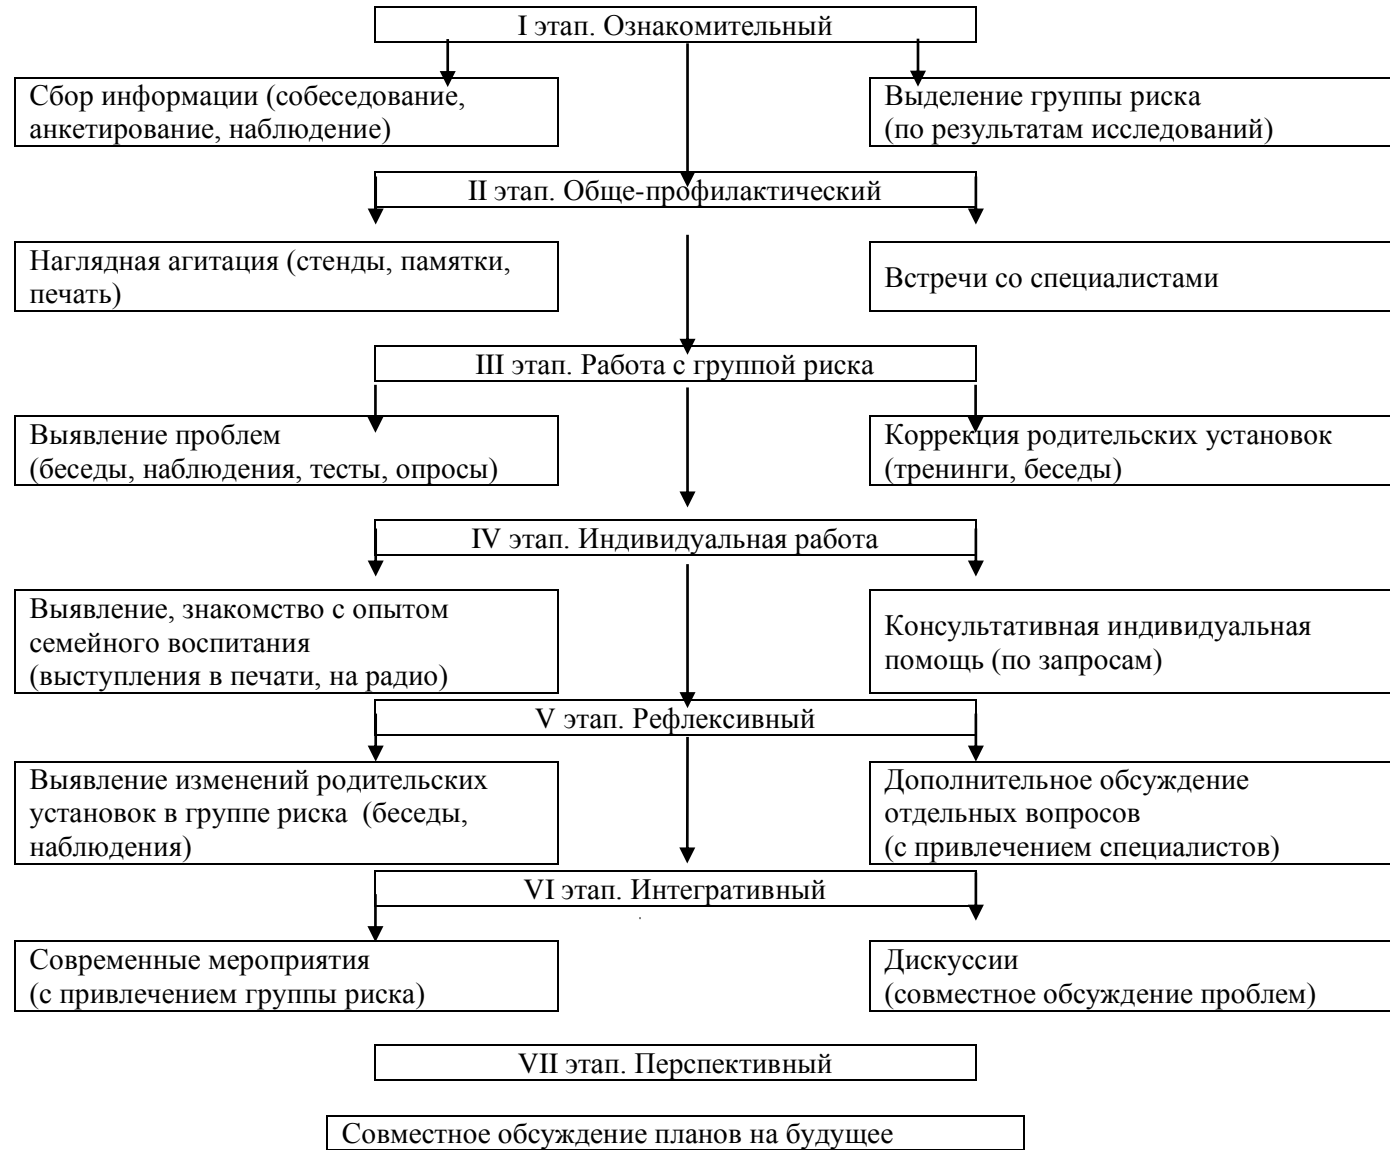 I этап. Ознакомительный
Сбор информации (собеседование,
анкетирование, наблюдение)
Выделение группы риска
(по результатам исследований)
II этап. Обще-профилактический
Наглядная агитация (стенды, памятки,
печать)
Встречи со специалистами
III этап. Работа с группой риска
Выявление проблем
(беседы, наблюдения, тесты, опросы)
Коррекция родительских установок
(тренинги, беседы)
IV этап. Индивидуальная работа
Выявление, знакомство с опытом
семейного воспитания
(выступления в печати, на радио)
Консультативная индивидуальная
помощь (по запросам)
V этап. Рефлексивный
Выявление изменений родительских
установок в группе риска (беседы,
наблюдения)
Дополнительное обсуждение
отдельных вопросов
(с привлечением специалистов)
VI этап. Интегративный
Современные мероприятия
(с привлечением группы риска)
Дискуссии
(совместное обсуждение проблем)
VII этап. Перспективный
Совместное обсуждение планов на будущее